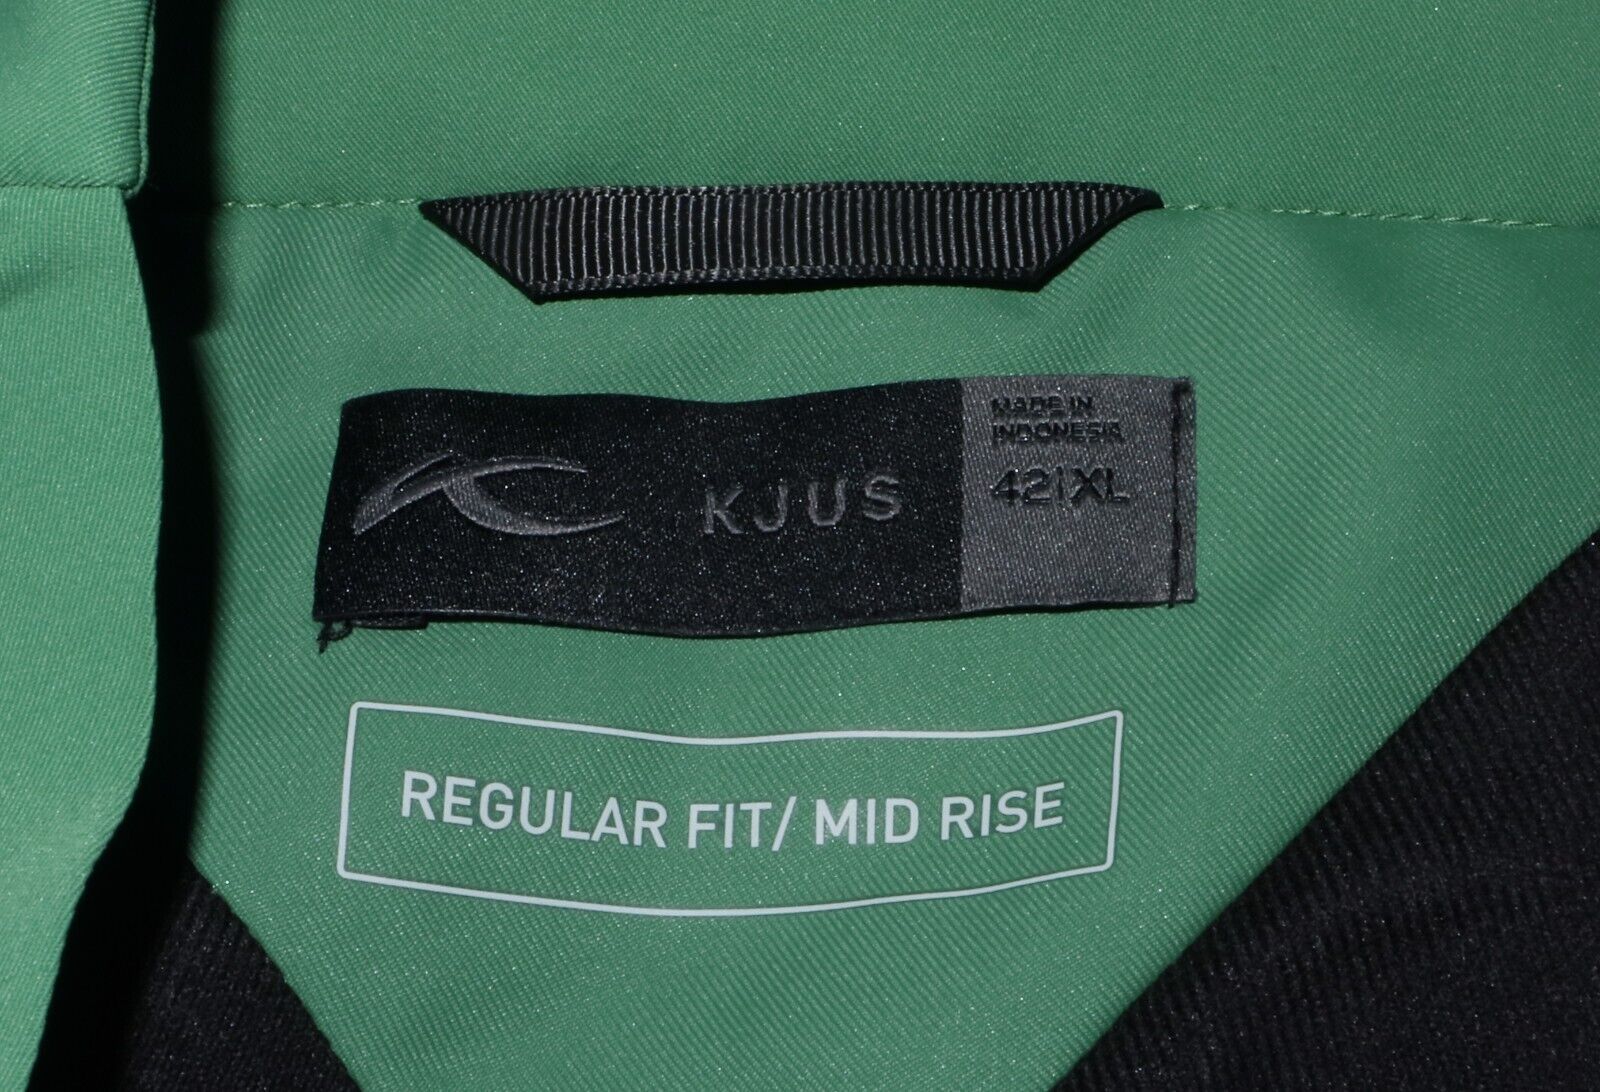 KJUS
MADE IN
INDONESIA
42|XL
REGULAR FIT/ MID RISE